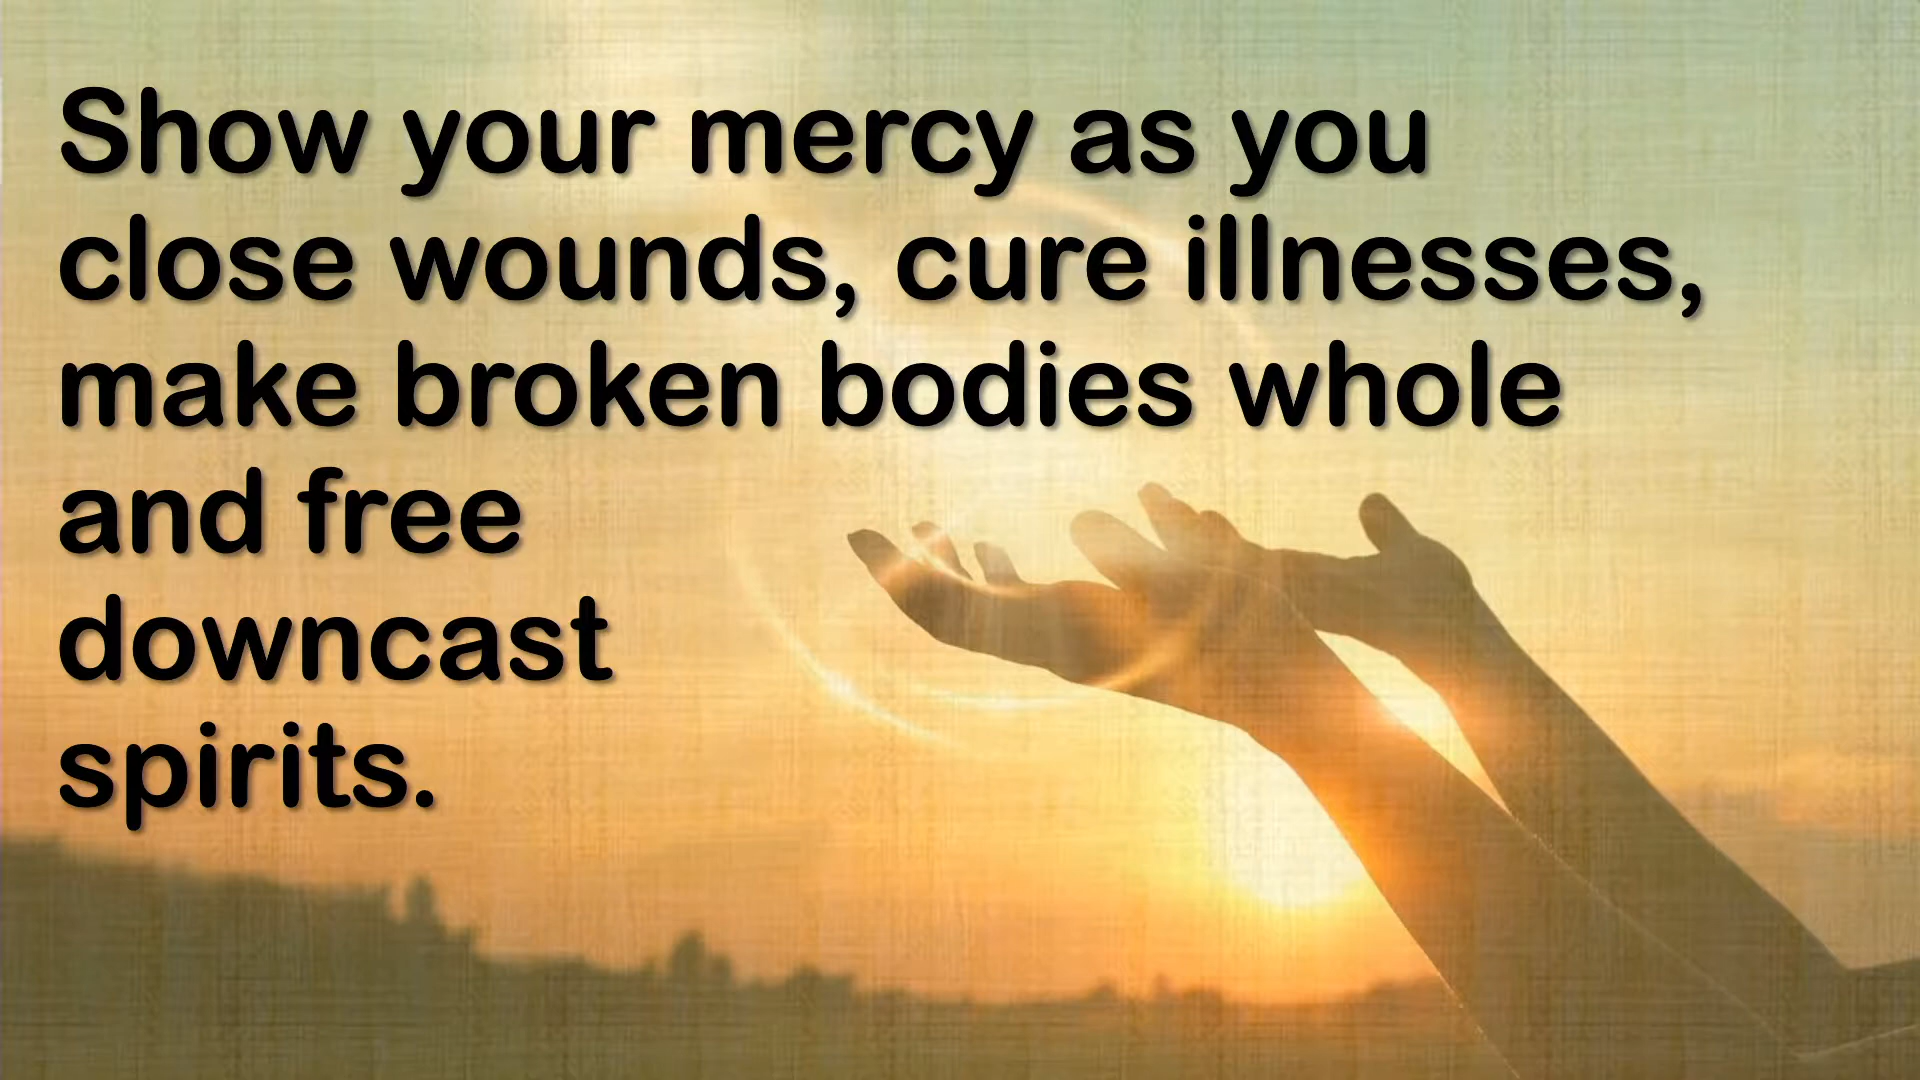 Show your mercy as you
close wounds, cure illnesses,
make broken bodies whole
and free
downcast
spirits.